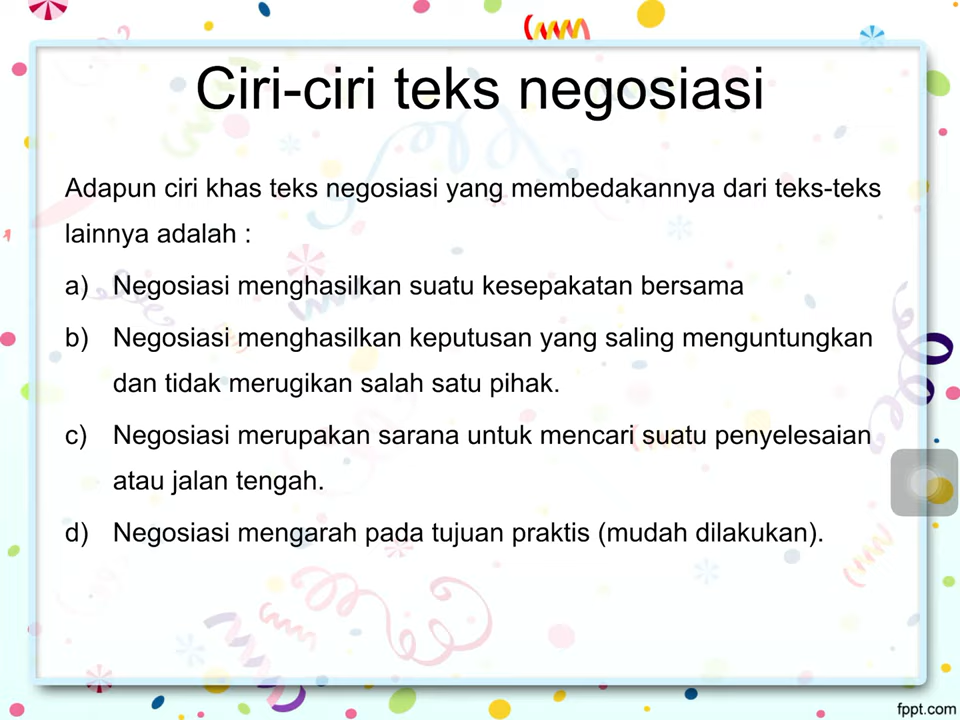 Ciri-ciri teks negosiasi
Adapun ciri khas teks negosiasi yang membedakannya dari teks-teks
lainnya adalah :
a) Negosiasi menghasilkan suatu kesepakatan bersama
b) Negosiasi menghasilkan keputusan yang saling menguntungkan
dan tidak merugikan salah satu pihak.
c) Negosiasi merupakan sarana untuk mencari suatu penyelesaian
atau jalan tengah.
d) Negosiasi mengarah pada tujuan praktis (mudah dilakukan).
fppt.com